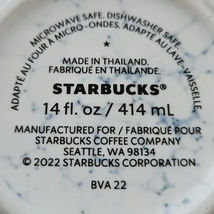 MICROWAVE SAFE. DISHWASHER SAFE.
ADAPTÉ AU FOUR À MICRO-ONDES. ADAPTÉ AU LAVE-VAISSELLE.
MADE IN THAILAND.
FABRIQUÉ EN THAÏLANDE.
STARBUCKS®
14 fl. oz / 414 mL
MANUFACTURED FOR / FABRIQUÉ POUR
STARBUCKS COFFEE COMPANY
SEATTLE, WA 98134
© 2022 STARBUCKS CORPORATION
BVA 22